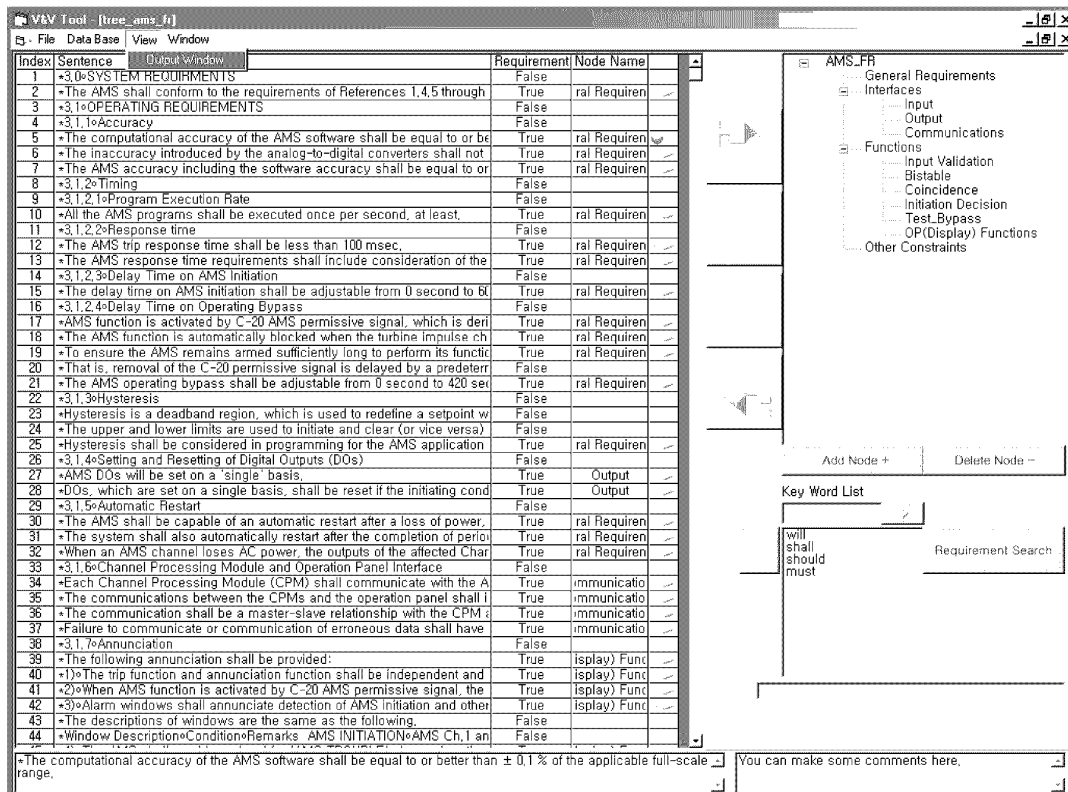 V&V Tool - [tree_ams_fr]
File Data Base View Window
Output Window
Index Sentence Requirement Node Name
1 *3.0∘SYSTEM REQUIRMENTS False
2 *The AMS shall conform to the requirements of References 1,4,5 through True ral Requiren
3 *3.1∘OPERATING REQUIREMENTS False
4 *3.1.1∘Accuracy False
5 *The computational accuracy of the AMS software shall be equal to or be True ral Requiren
6 *The inaccuracy introduced by the analog-to-digital converters shall not True ral Requiren
7 *The AMS accuracy including the software accuracy shall be equal to or True ral Requiren
8 *3.1.2∘Timing False
9 *3.1.2.1∘Program Execution Rate False
10 *All the AMS programs shall be executed once per second, at least. True ral Requiren
11 *3.1.2.2∘Response time False
12 *The AMS trip response time shall be less than 100 msec. True ral Requiren
13 *The AMS response time requirements shall include consideration of the True ral Requiren
14 *3.1.2.3∘Delay Time on AMS Initiation False
15 *The delay time on AMS initiation shall be adjustable from 0 second to 60 True ral Requiren
16 *3.1.2.4∘Delay Time on Operating Bypass False
17 *AMS function is activated by C-20 AMS permissive signal, which is deri True ral Requiren
18 *The AMS function is automatically blocked when the turbine impulse ch True ral Requiren
19 *To ensure the AMS remains armed sufficiently long to perform its functic True ral Requiren
20 *That is, removal of the C-20 permissive signal is delayed by a predeterr False
21 *The AMS operating bypass shall be adjustable from 0 second to 420 sec True ral Requiren
22 *3.1.3∘Hysteresis False
23 *Hysteresis is a deadband region, which is used to redefine a setpoint w False
24 *The upper and lower limits are used to initiate and clear (or vice versa) False
25 *Hysteresis shall be considered in programming for the AMS application True ral Requiren
26 *3.1.4∘Setting and Resetting of Digital Outputs (DOs) False
27 *AMS DOs will be set on a 'single' basis. True Output
28 *DOs, which are set on a single basis, shall be reset if the initiating cond True Output
29 *3.1.5∘Automatic Restart False
30 *The AMS shall be capable of an automatic restart after a loss of power. True ral Requiren
31 *The system shall also automatically restart after the completion of perio True ral Requiren
32 *When an AMS channel loses AC power, the outputs of the affected Char True ral Requiren
33 *3.1.6∘Channel Processing Module and Operation Panel Interface False
34 *Each Channel Processing Module (CPM) shall communicate with the A True mmunicatio
35 *The communications between the CPMs and the operation panel shall i True mmunicatio
36 *The communication shall be a master-slave relationship with the CPM a True mmunicatio
37 *Failure to communicate or communication of erroneous data shall have True mmunicatio
38 *3.1.7∘Annunciation False
39 *The following annunciation shall be provided: True isplay) Func
40 *1)∘The trip function and annunciation function shall be independent and True isplay) Func
41 *2)∘When AMS function is activated by C-20 AMS permissive signal, the True isplay) Func
42 *3)∘Alarm windows shall annunciate detection of AMS Initiation and other True isplay) Func
43 *The descriptions of windows are the same as the following. False
44 *Window Description∘Condition∘Remarks AMS INITIATION∘AMS Ch.1 an False
*The computational accuracy of the AMS software shall be equal to or better than ± 0.1 % of the applicable full-scale
range.
AMS_FR
General Requirements
Interfaces
Input
Output
Communications
Functions
Input Validation
Bistable
Coincidence
Initiation Decision
Test_Bypass
OP(Display) Functions
Other Constraints
Add Node + Delete Node -
Key Word List
will
shall
should
must
Requirement Search
You can make some comments here.